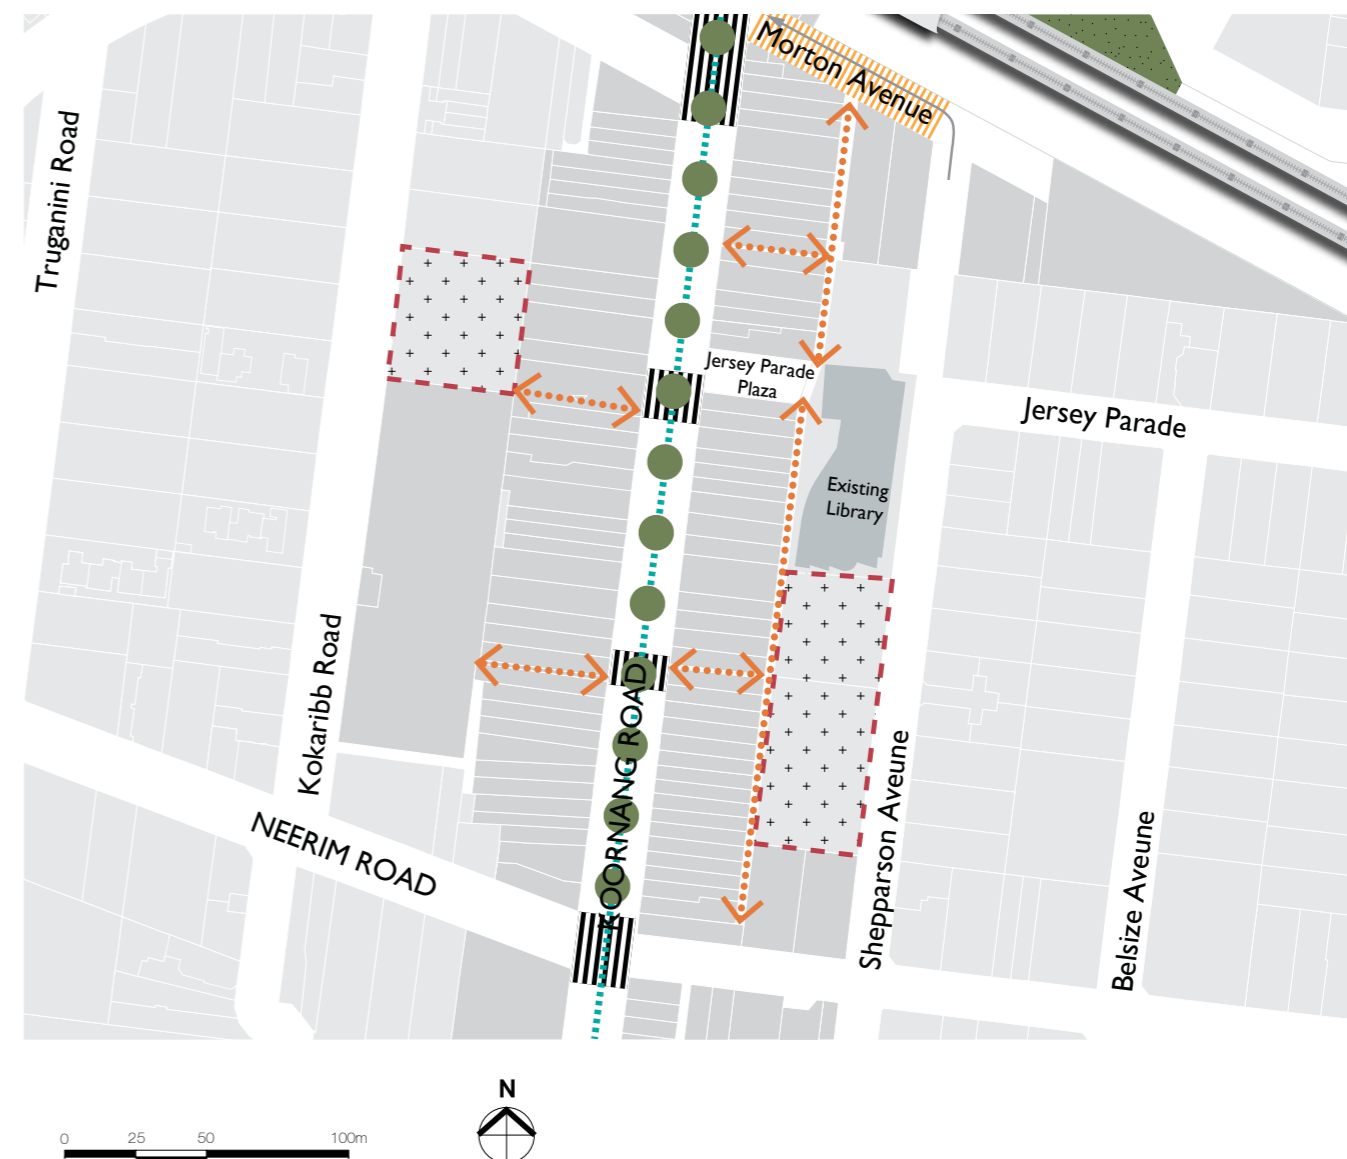 Morton Avenue
Truganini Road
Jersey Parade
Plaza
Jersey Parade
Existing
Library
Kokaribb Road
KOORNANG ROAD
NEERIM ROAD
Shepparson Aveune
Belsize Aveune
N
0 25 50 100m